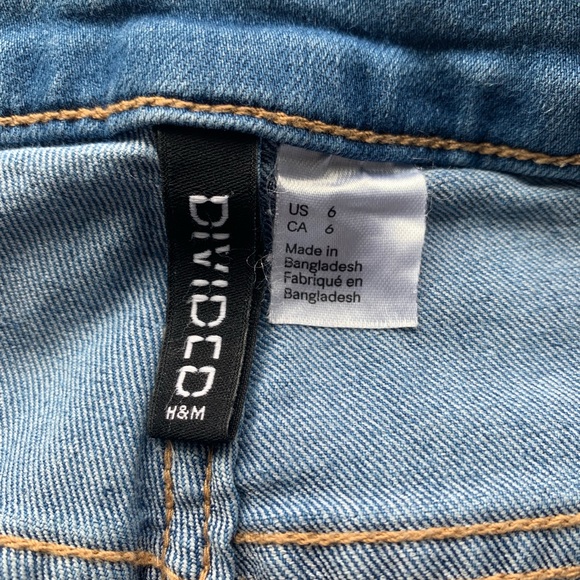 DIVIDED
H&M
US 6
CA 6
Made in
Bangladesh
Fabriqué en
Bangladesh